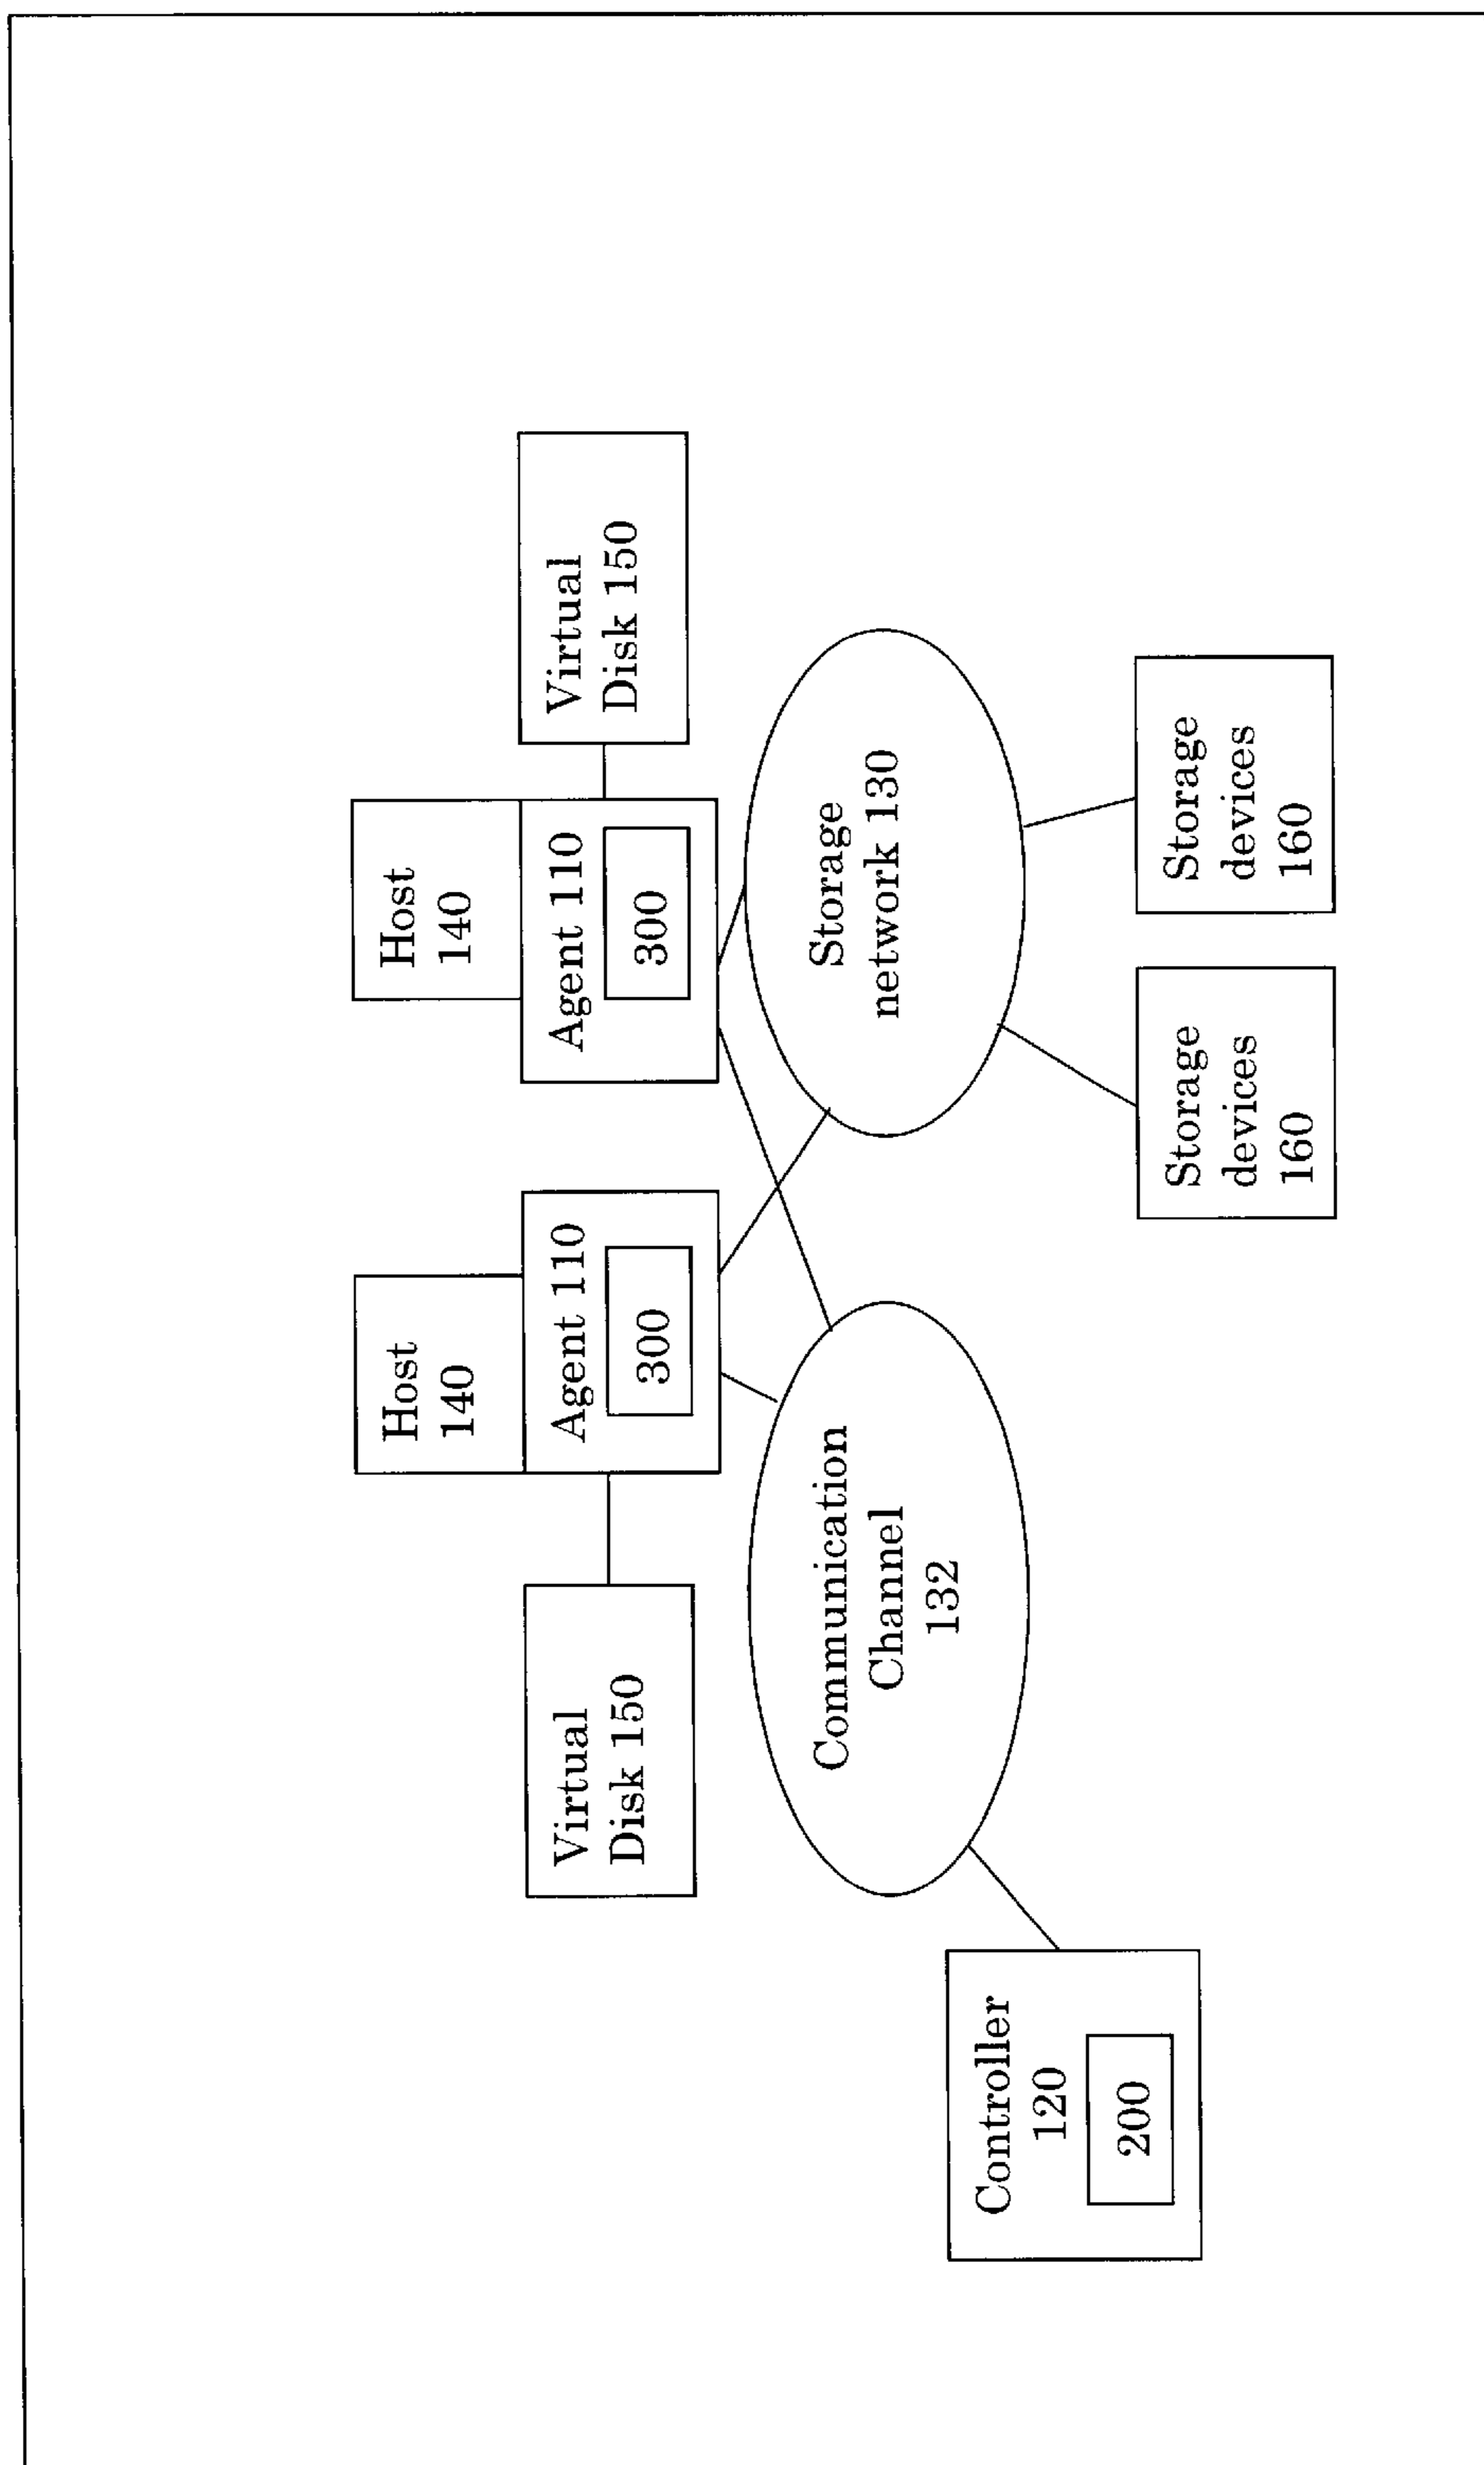 Host
140
Host
140
Virtual
Disk 150
Agent 110
300
Agent 110
300
Virtual
Disk 150
Communication
Channel
132
Storage
network 130
Controller
120
200
Storage
devices
160
Storage
devices
160